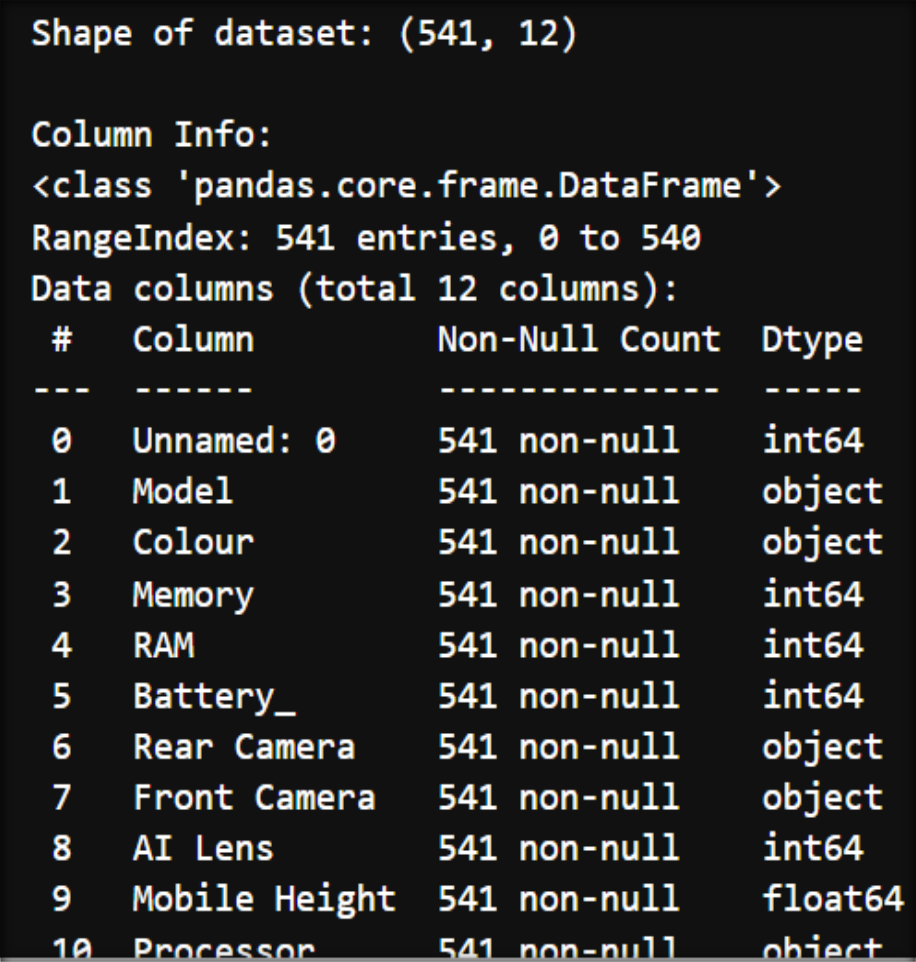 Shape of dataset: (541, 12)
Column Info:
<class 'pandas.core.frame.DataFrame'>
RangeIndex: 541 entries, 0 to 540
Data columns (total 12 columns):
 #   Column         Non-Null Count  Dtype
---  ------         --------------  -----
 0   Unnamed: 0     541 non-null    int64
 1   Model          541 non-null    object
 2   Colour         541 non-null    object
 3   Memory         541 non-null    int64
 4   RAM            541 non-null    int64
 5   Battery_       541 non-null    int64
 6   Rear Camera    541 non-null    object
 7   Front Camera   541 non-null    object
 8   AI Lens        541 non-null    int64
 9   Mobile Height  541 non-null    float64
 10  Processor      541 non-null    object